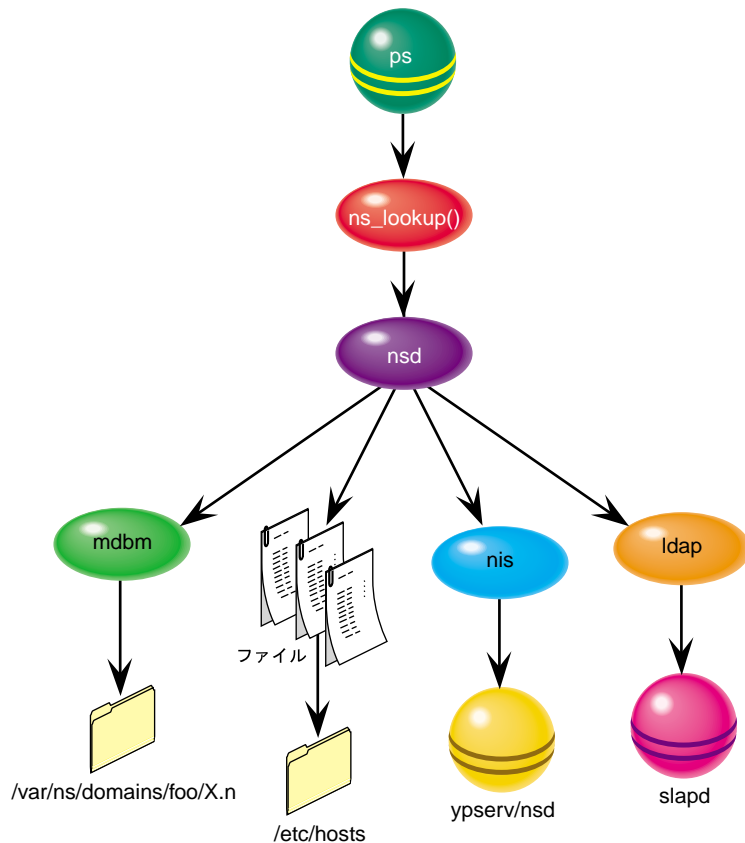 ps
ns_lookup()
nsd
mdbm
ファイル
nis
ldap
/var/ns/domains/foo/X.n
/etc/hosts
ypserv/nsd
slapd